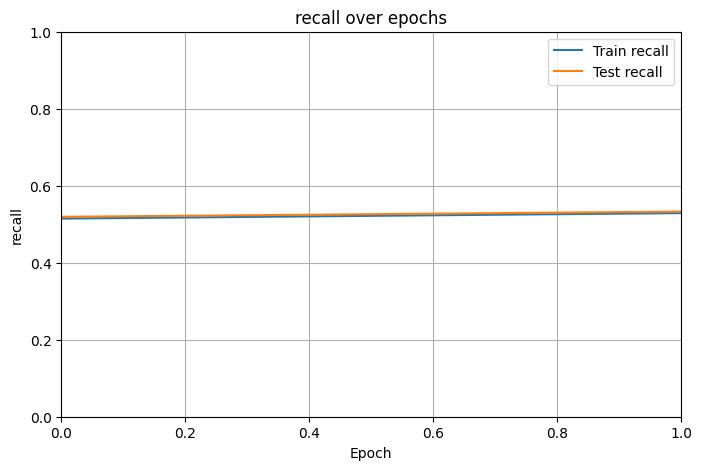 recall over epochs
1.0
0.8
0.6
0.4
0.2
0.0
recall
Train recall
Test recall
0.0 0.2 0.4 0.6 0.8 1.0
Epoch